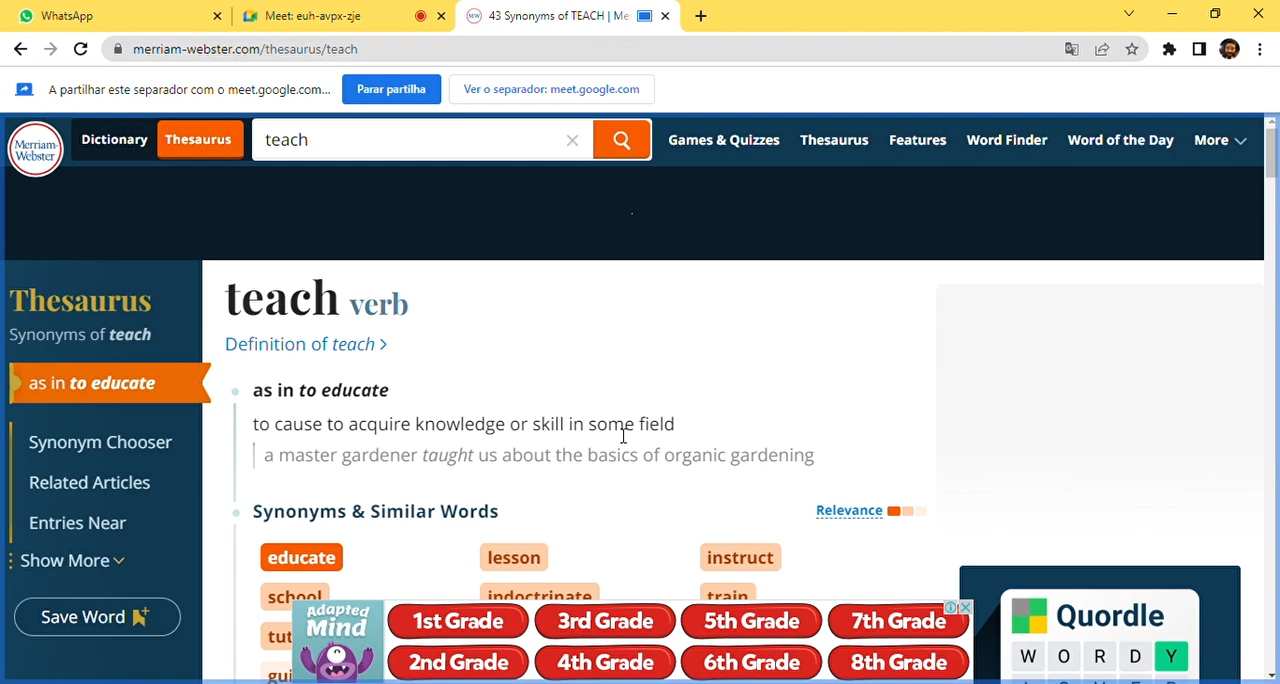 WhatsApp
Meet: euh-avpx-zje
43 Synonyms of TEACH | Me
merriam-webster.com/thesaurus/teach
A partilhar este separador com o meet.google.com...
Parar partilha
Ver o separador: meet.google.com
Merriam-
Webster
Dictionary
Thesaurus
teach
Games & Quizzes
Thesaurus
Features
Word Finder
Word of the Day
More
Thesaurus
Synonyms of teach
as in to educate
Synonym Chooser
Related Articles
Entries Near
Show More
Save Word
teach verb
Definition of teach >
as in to educate
to cause to acquire knowledge or skill in some field
a master gardener taught us about the basics of organic gardening
Synonyms & Similar Words
Relevance
educate lesson instruct
school indoctrinate train
tut
gui
Adapted
Mind
1st Grade 3rd Grade 5th Grade 7th Grade
2nd Grade 4th Grade 6th Grade 8th Grade
Quordle
W O R D Y